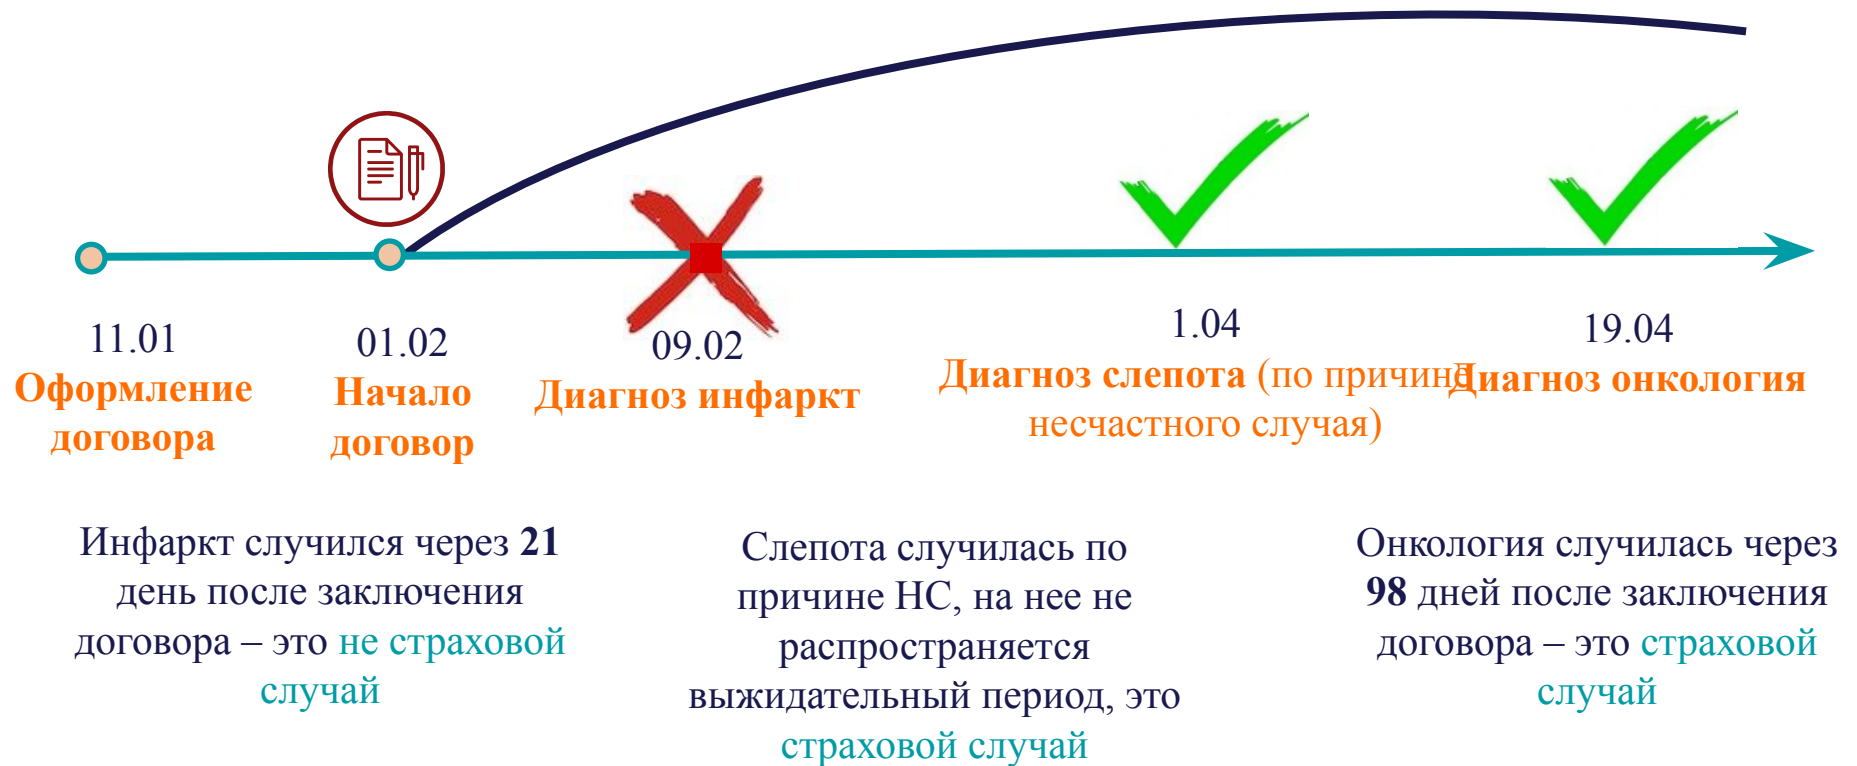 11.01
Оформление
договора
01.02
Начало
договор
09.02
Диагноз инфаркт
1.04
Диагноз слепота (по причине
несчастного случая)
19.04
Диагноз онкология
Инфаркт случился через 21
день после заключения
договора – это не страховой
случай
Слепота случилась по
причине НС, на нее не
распространяется
выжидательный период, это
страховой случай
Онкология случилась через
98 дней после заключения
договора – это страховой
случай